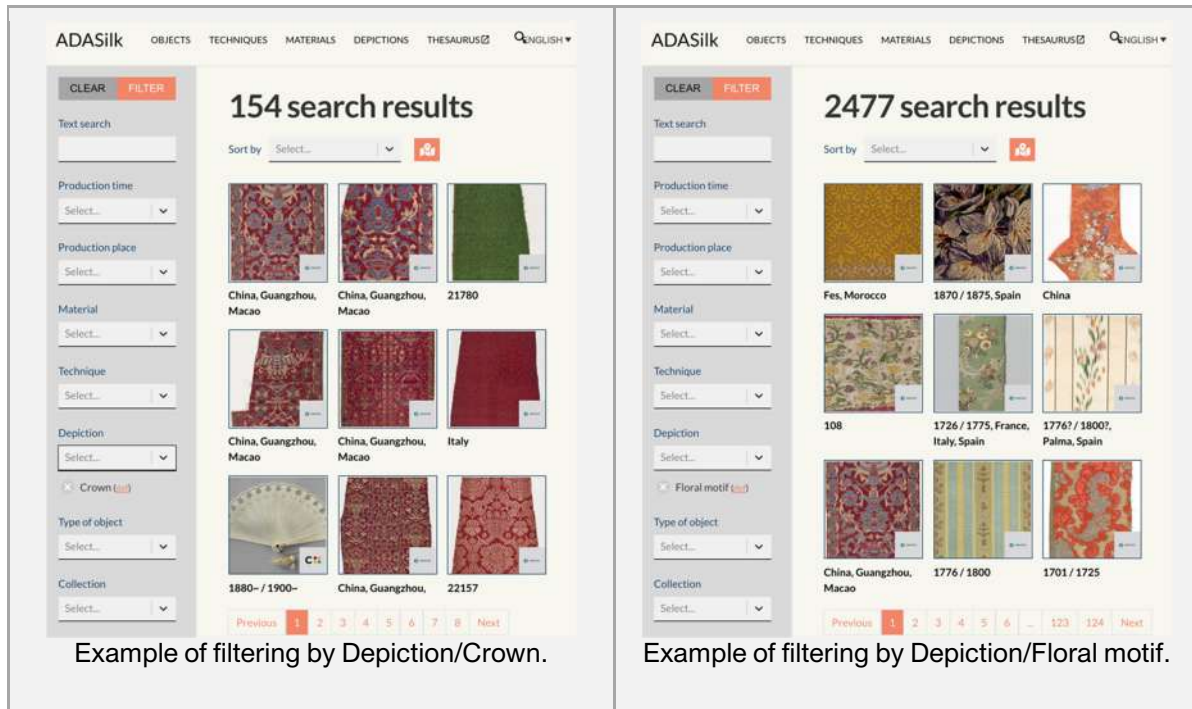 ADASilk OBJECTS TECHNIQUES MATERIALS DEPICTIONS THESAURUS ENGLISH
CLEAR FILTER
154 search results
Text search
Sort by Select...
Production time
Select...
Production place
Select...
China, Guangzhou, Macao
China, Guangzhou, Macao
21780
Material
Select...
Technique
Select...
Depiction
Select...
China, Guangzhou, Macao
China, Guangzhou, Macao
Italy
Crown (def)
Type of object
Select...
Collection
Select...
1880~ / 1900~
China, Guangzhou,
22157
Previous 1 2 3 4 5 6 7 8 Next
Example of filtering by Depiction/Crown.
ADASilk OBJECTS TECHNIQUES MATERIALS DEPICTIONS THESAURUS ENGLISH
CLEAR FILTER
2477 search results
Text search
Sort by Select...
Production time
Select...
Production place
Select...
Fes, Morocco
1870 / 1875, Spain
China
Material
Select...
Technique
Select...
108
1726 / 1775, France, Italy, Spain
1776? / 1800?, Palma, Spain
Depiction
Select...
Floral motif (def)
Type of object
Select...
Collection
Select...
China, Guangzhou, Macao
1776 / 1800
1701 / 1725
Previous 1 2 3 4 5 6 ... 123 124 Next
Example of filtering by Depiction/Floral motif.